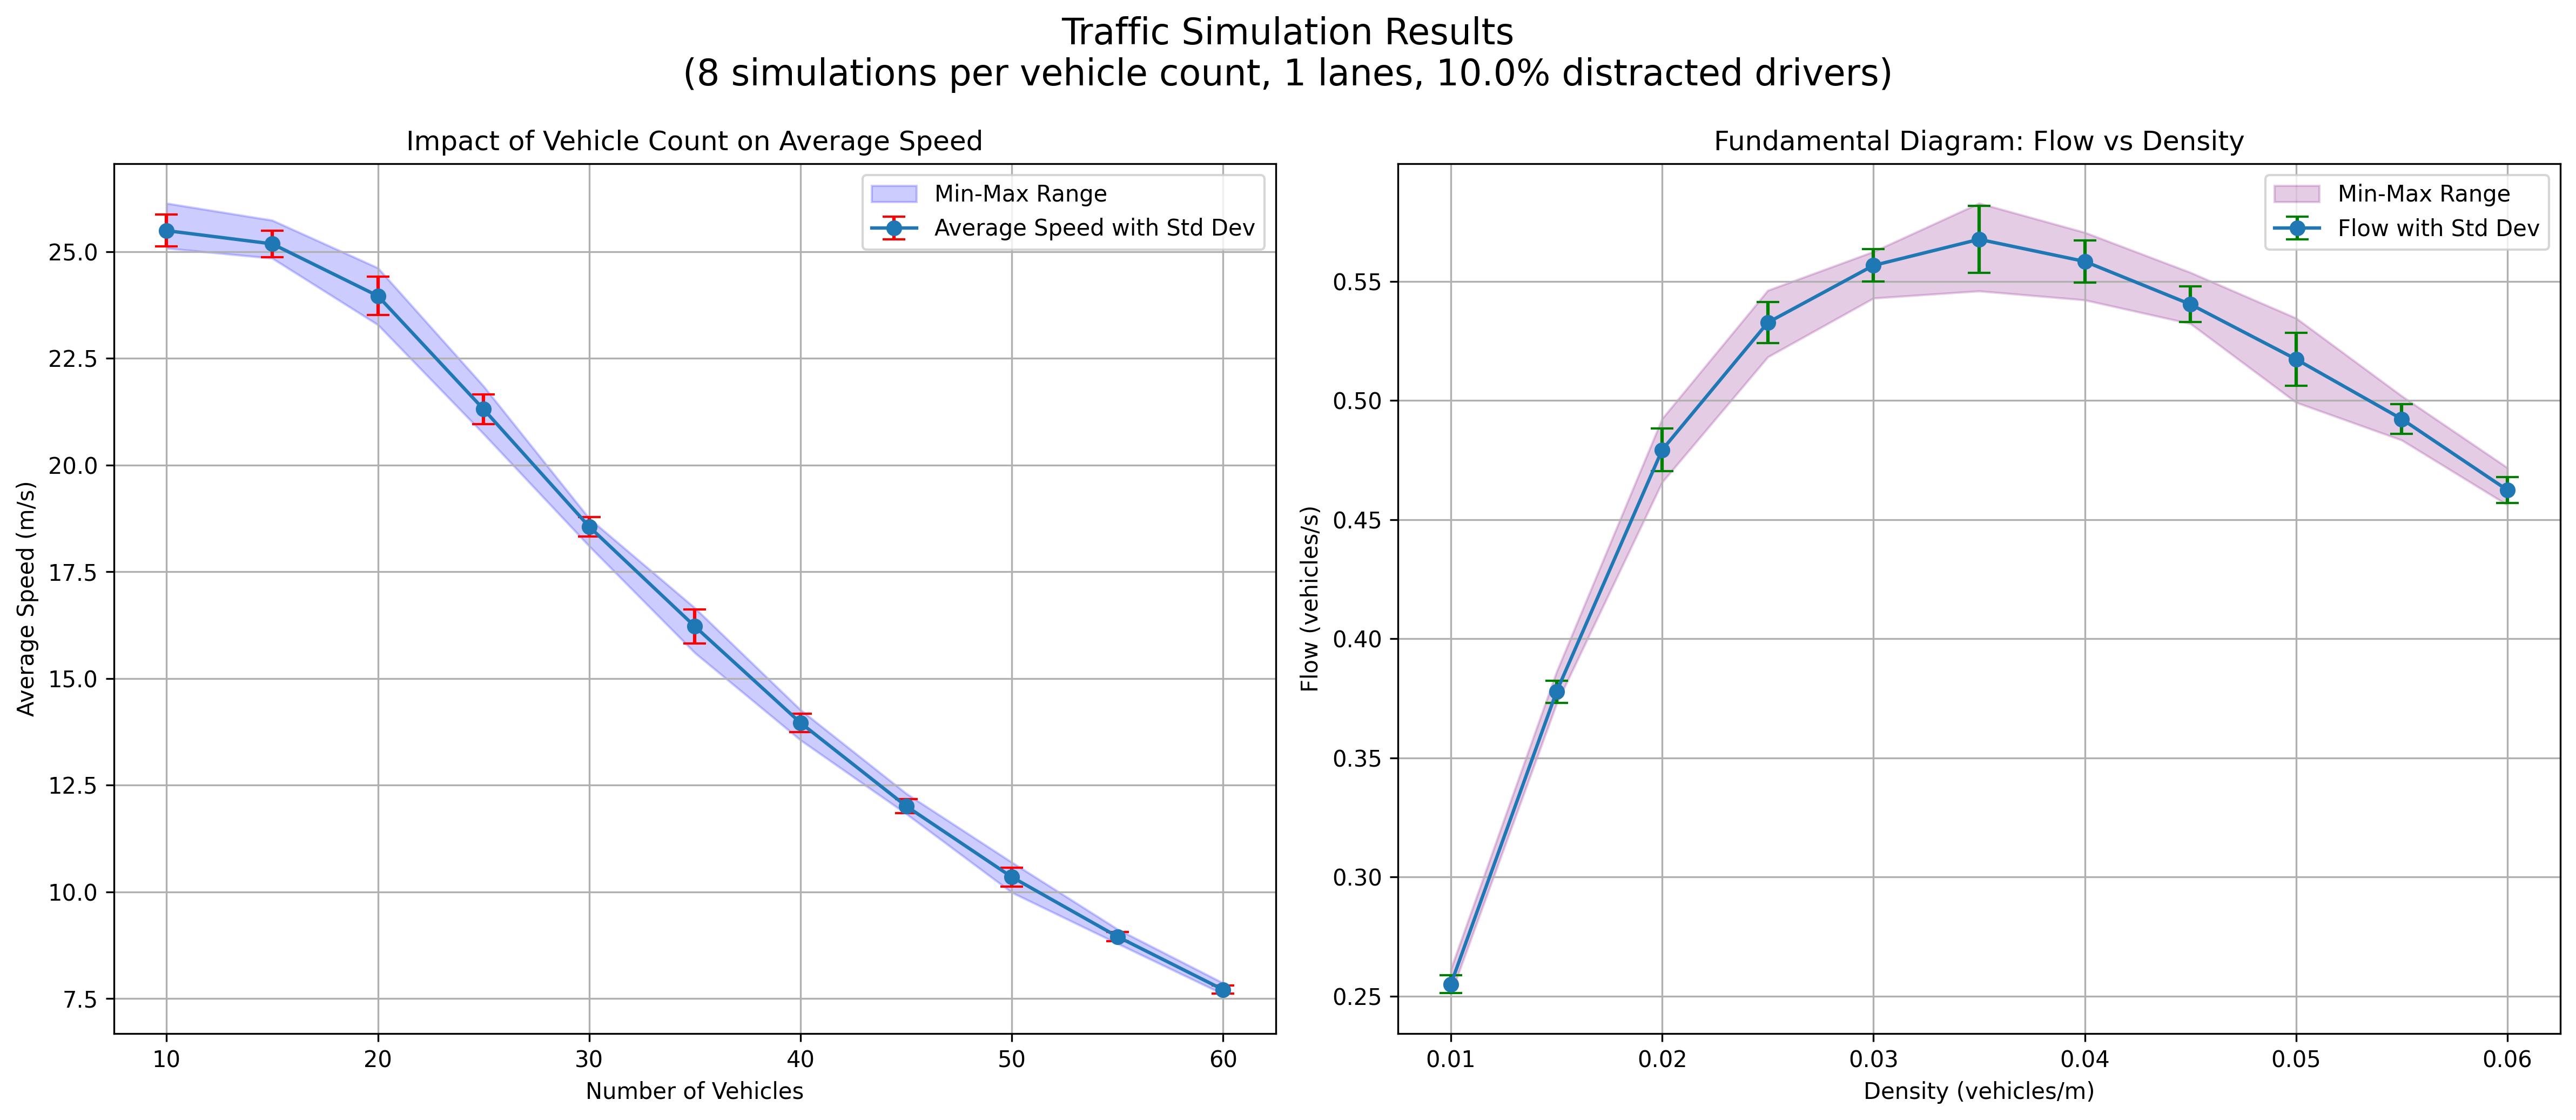 Traffic Simulation Results
(8 simulations per vehicle count, 1 lanes, 10.0% distracted drivers)
Impact of Vehicle Count on Average Speed
Min-Max Range
Average Speed with Std Dev
25.0
22.5
20.0
17.5
15.0
12.5
10.0
7.5
Average Speed (m/s)
10 20 30 40 50 60
Number of Vehicles
Fundamental Diagram: Flow vs Density
Min-Max Range
Flow with Std Dev
0.55
0.50
0.45
0.40
0.35
0.30
0.25
Flow (vehicles/s)
0.01 0.02 0.03 0.04 0.05 0.06
Density (vehicles/m)